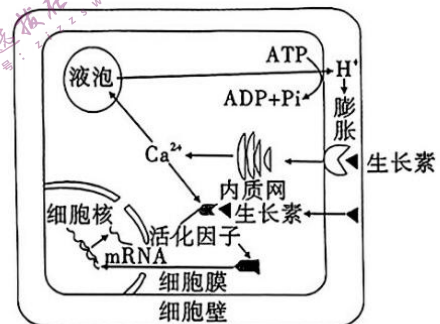 ATP
液泡
H⁺
ADP+Pi
膨胀
Ca²⁺
生长素
内质网
细胞核
生长素
活化因子
mRNA
细胞膜
细胞壁